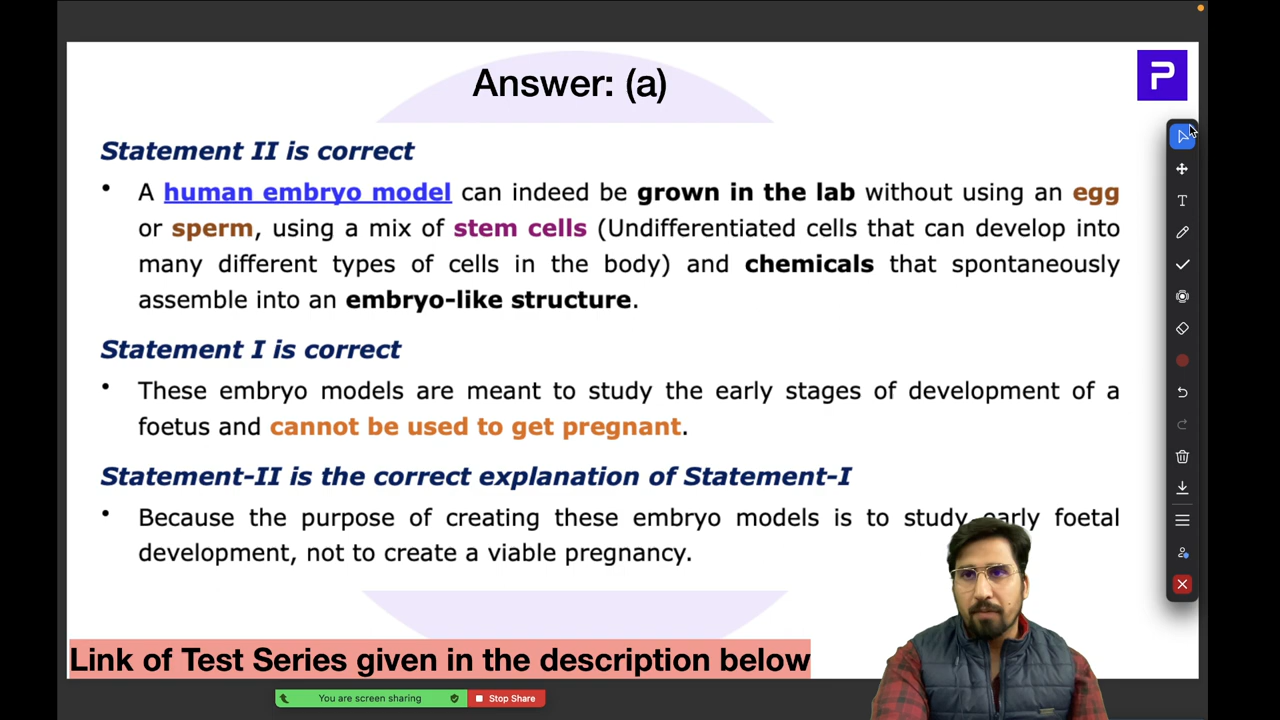 Answer: (a)
P
Statement II is correct
• A human embryo model can indeed be grown in the lab without using an egg
or sperm, using a mix of stem cells (Undifferentiated cells that can develop into
many different types of cells in the body) and chemicals that spontaneously
assemble into an embryo-like structure.
T
Statement I is correct
• These embryo models are meant to study the early stages of development of a
foetus and cannot be used to get pregnant.
Statement-II is the correct explanation of Statement-I
• Because the purpose of creating these embryo models is to study early foetal
development, not to create a viable pregnancy.
Link of Test Series given in the description below
You are screen sharing Stop Share